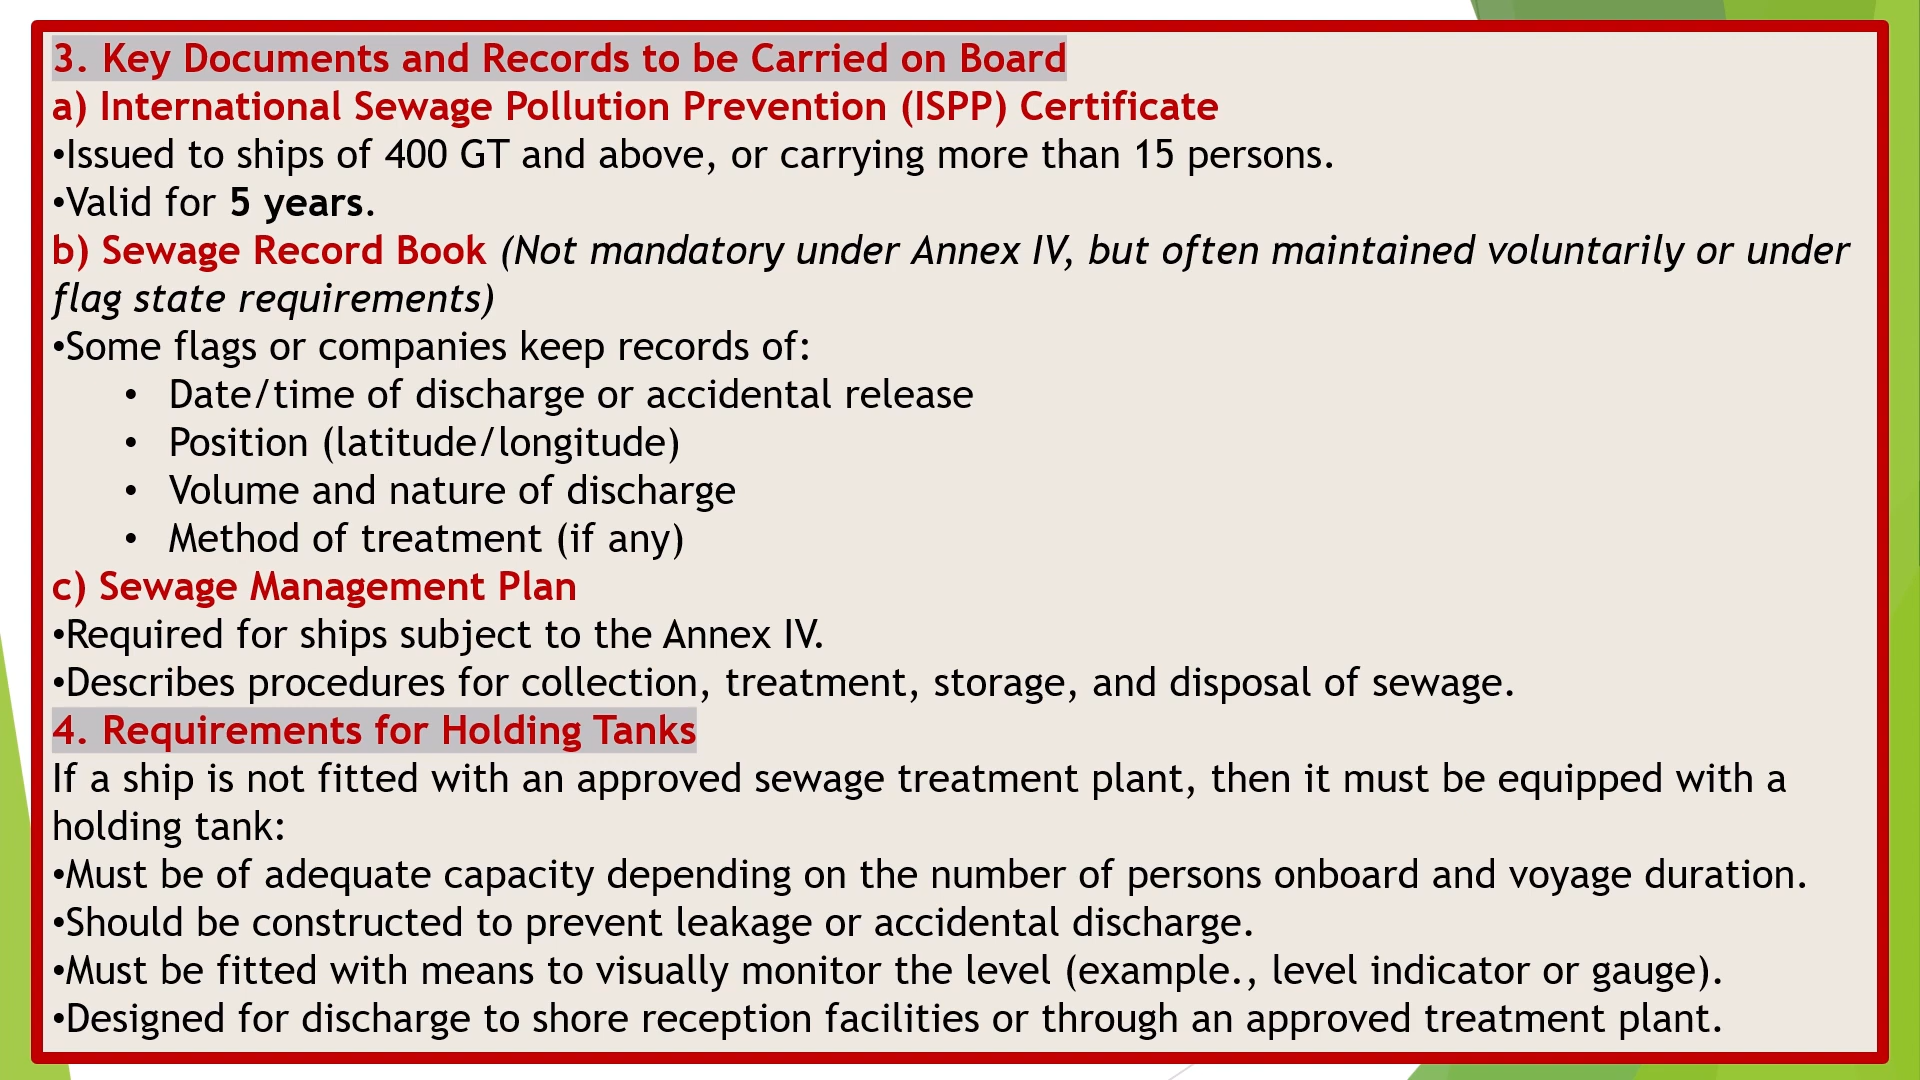 3. Key Documents and Records to be Carried on Board
a) International Sewage Pollution Prevention (ISPP) Certificate
•Issued to ships of 400 GT and above, or carrying more than 15 persons.
•Valid for 5 years.
b) Sewage Record Book (Not mandatory under Annex IV, but often maintained voluntarily or under
flag state requirements)
•Some flags or companies keep records of:
• Date/time of discharge or accidental release
• Position (latitude/longitude)
• Volume and nature of discharge
• Method of treatment (if any)
c) Sewage Management Plan
•Required for ships subject to the Annex IV.
•Describes procedures for collection, treatment, storage, and disposal of sewage.
4. Requirements for Holding Tanks
If a ship is not fitted with an approved sewage treatment plant, then it must be equipped with a
holding tank:
•Must be of adequate capacity depending on the number of persons onboard and voyage duration.
•Should be constructed to prevent leakage or accidental discharge.
•Must be fitted with means to visually monitor the level (example., level indicator or gauge).
•Designed for discharge to shore reception facilities or through an approved treatment plant.